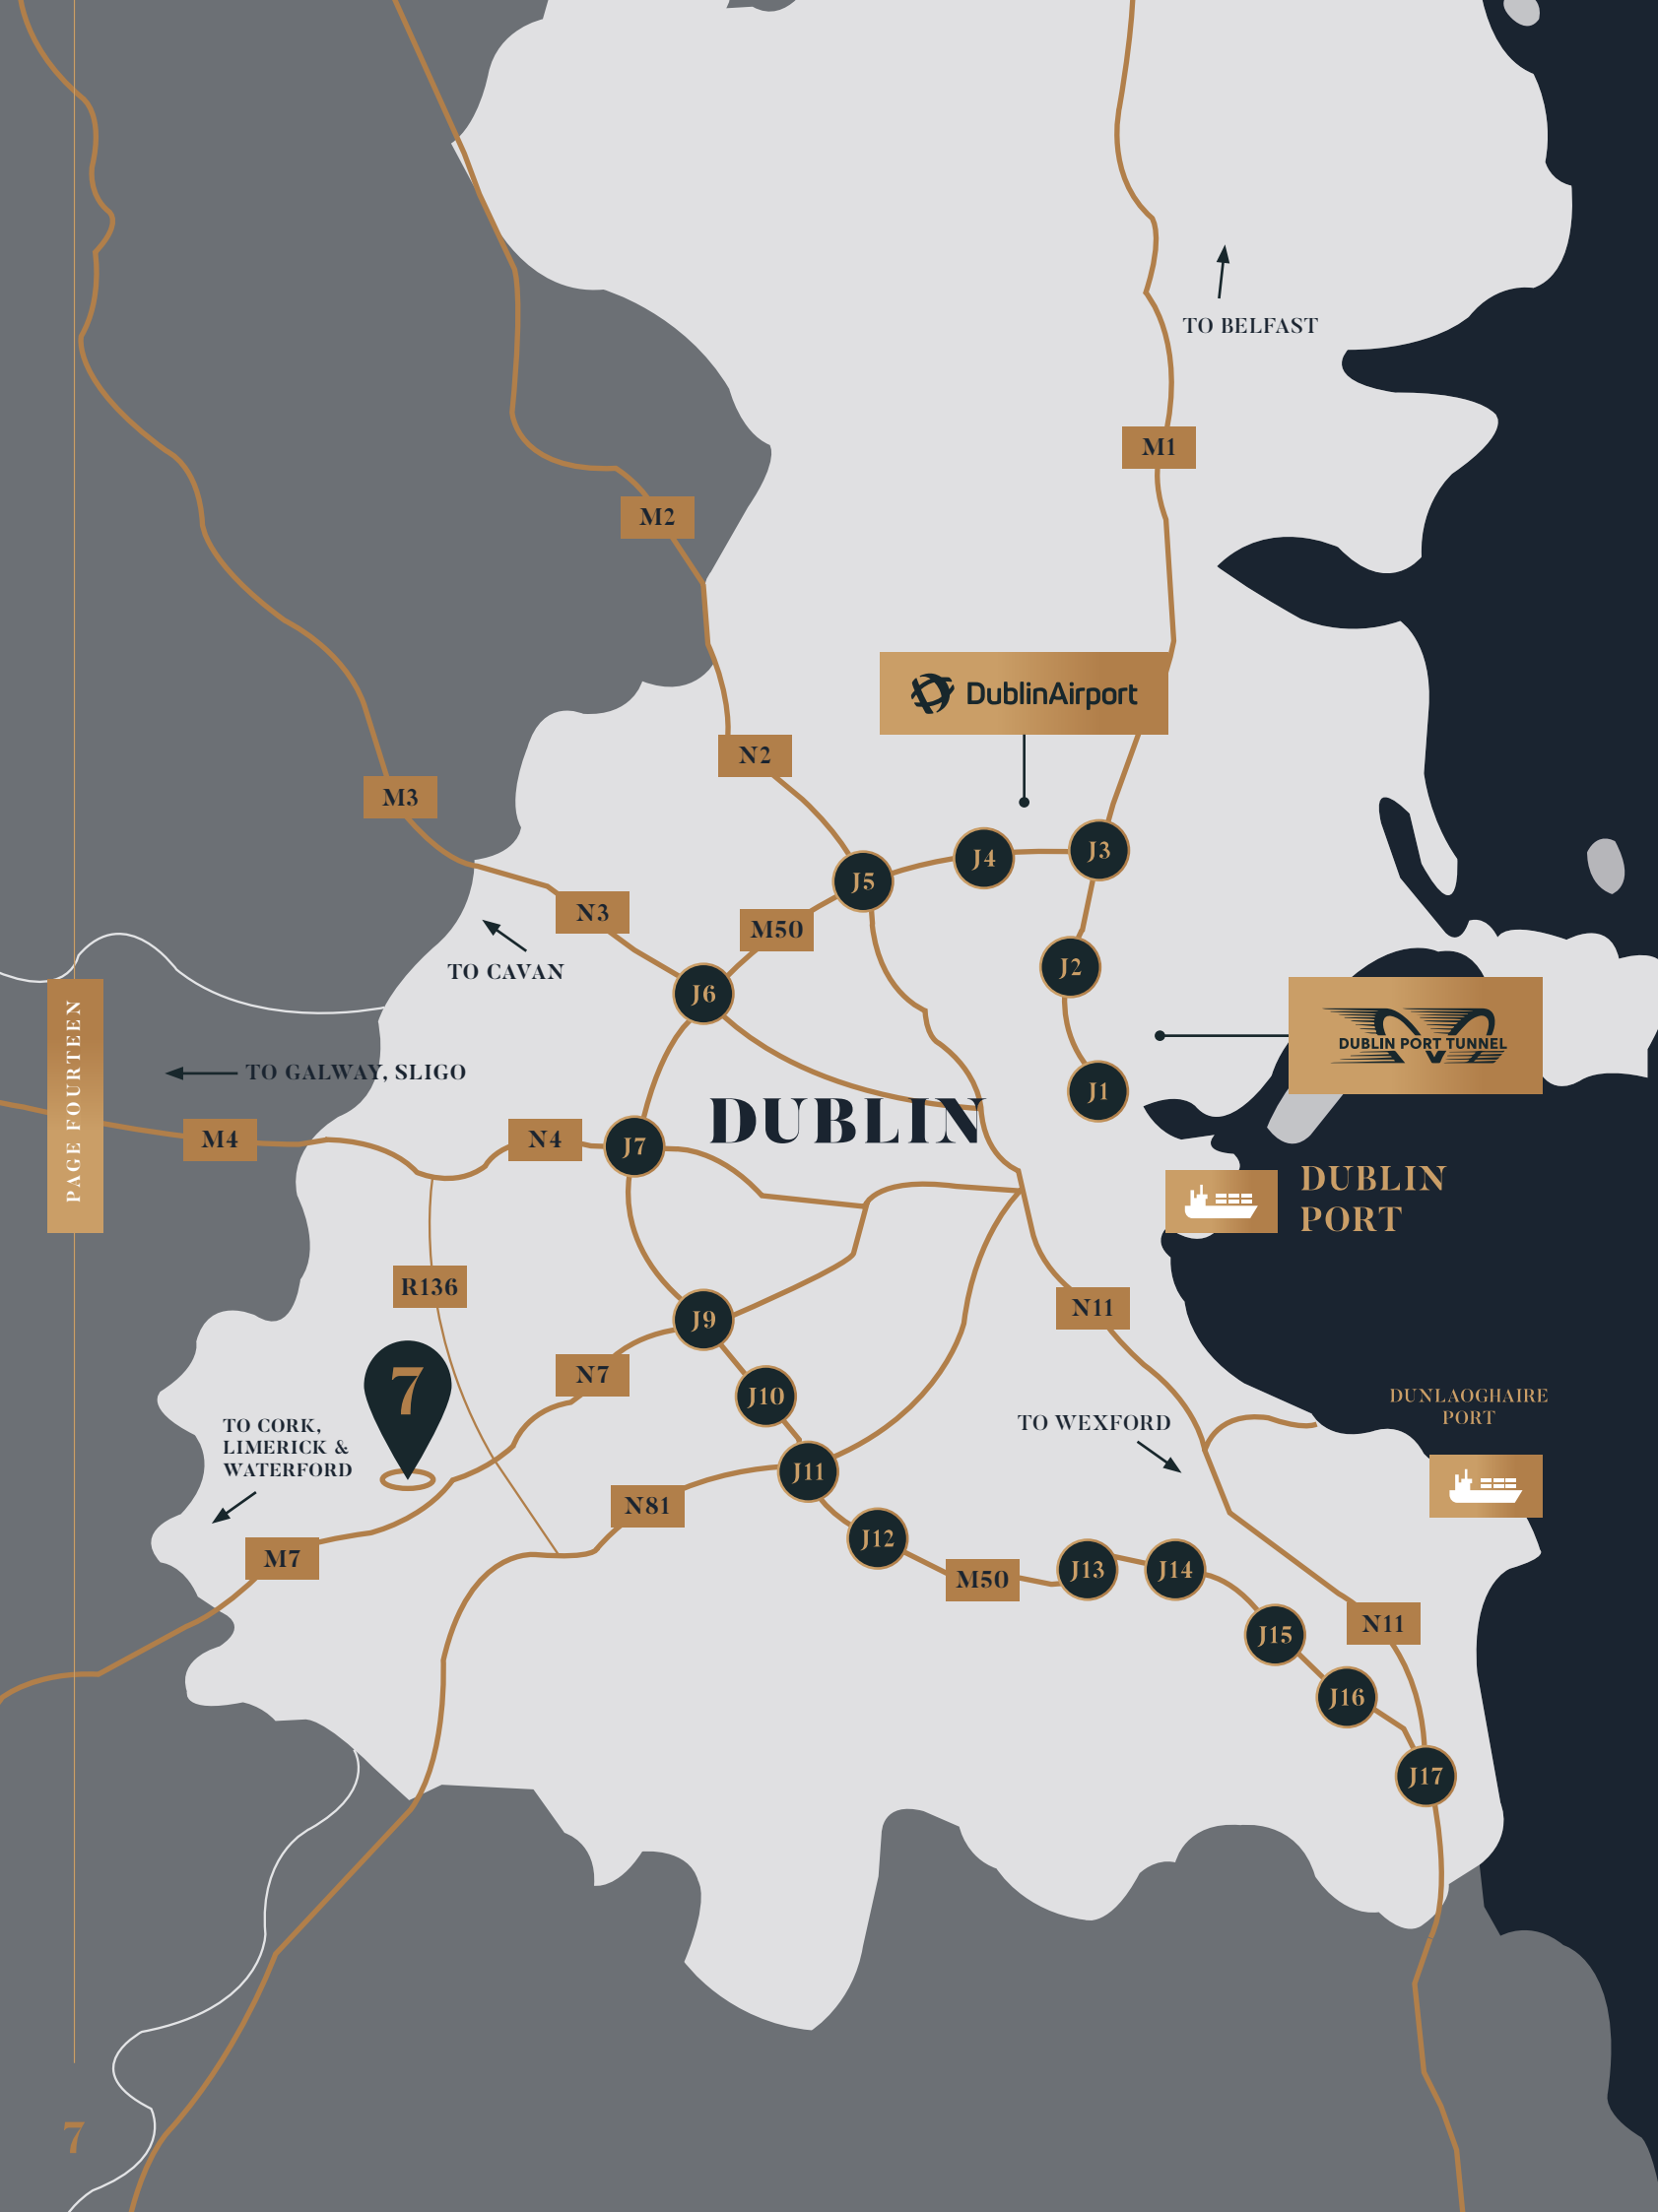 TO BELFAST
M1
M2
DublinAirport
N2
M3
J3
J4
J5
N3
M50
TO CAVAN
J2
J6
PAGE FOURTEEN
DUBLIN PORT TUNNEL
TO GALWAY, SLIGO
J1
DUBLIN
M4
N4
J7
DUBLIN
PORT
R136
N11
J9
N7
7
J10
DUNLAOGHAIRE
PORT
TO CORK,
LIMERICK &
WATERFORD
TO WEXFORD
J11
N81
J12
M7
M50
J13
J14
J15
N11
J16
J17
7